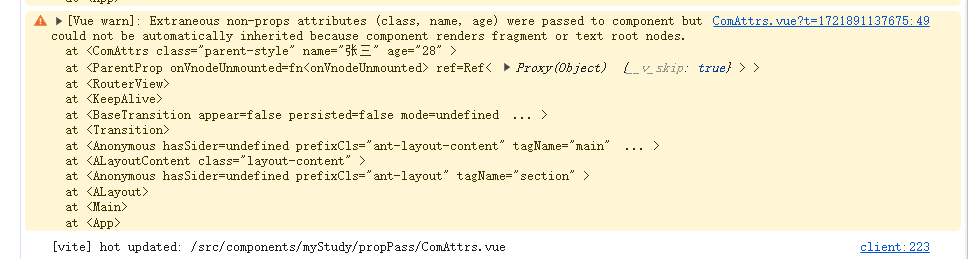 [Vue warn]: Extraneous non-props attributes (class, name, age) were passed to component but ComAttrs.vue?t=1721891137675:49
could not be automatically inherited because component renders fragment or text root nodes.
at <ComAttrs class="parent-style" name="张三" age="28" >
at <ParentProp onVnodeUnmounted=fn<onVnodeUnmounted> ref=Ref< ▶ Proxy(Object) {__v_skip: true} > >
at <RouterView>
at <KeepAlive>
at <BaseTransition appear=false persisted=false mode=undefined ... >
at <Transition>
at <Anonymous hasSider=undefined prefixCls="ant-layout-content" tagName="main" ... >
at <ALayoutContent class="layout-content" >
at <Anonymous hasSider=undefined prefixCls="ant-layout" tagName="section" >
at <ALayout>
at <Main>
at <App>
[vite] hot updated: /src/components/myStudy/propPass/ComAttrs.vue client:223